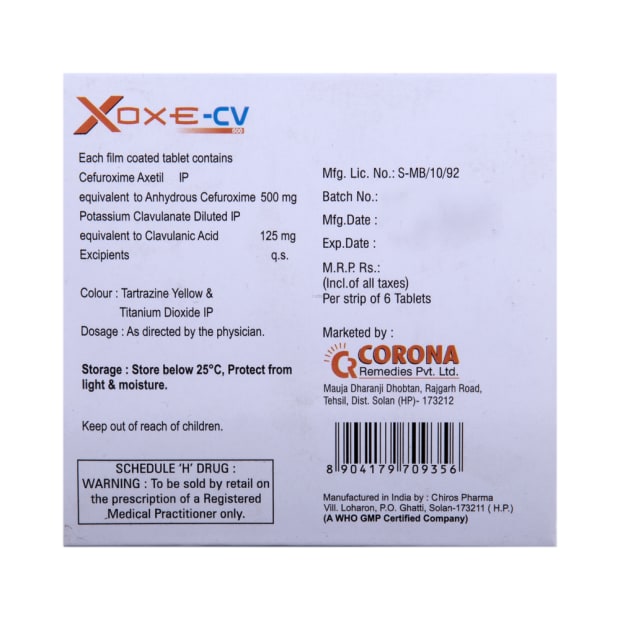 XOXE-CV
500
Each film coated tablet contains
Cefuroxime Axetil IP
equivalent to Anhydrous Cefuroxime 500 mg
Potassium Clavulanate Diluted IP
equivalent to Clavulanic Acid 125 mg
Excipients q.s.
Colour : Tartrazine Yellow &
Titanium Dioxide IP
Dosage : As directed by the physician.
Storage : Store below 25°C, Protect from
light & moisture.
Keep out of reach of children.
SCHEDULE 'H' DRUG :
WARNING : To be sold by retail on
the prescription of a Registered
Medical Practitioner only.
Mfg. Lic. No.: S-MB/10/92
Batch No.:
Mfg.Date :
Exp.Date :
M.R.P. Rs.:
(Incl.of all taxes)
Per strip of 6 Tablets
Marketed by :
CR CORONA
Remedies Pvt. Ltd.
Mauja Dharanji Dhobtan, Rajgarh Road,
Tehsil, Dist. Solan (HP)- 173212
8 904179 709356
Manufactured in India by : Chiros Pharma
Vill. Loharon, P.O. Ghatti, Solan-173211 ( H.P.)
(A WHO GMP Certified Company)